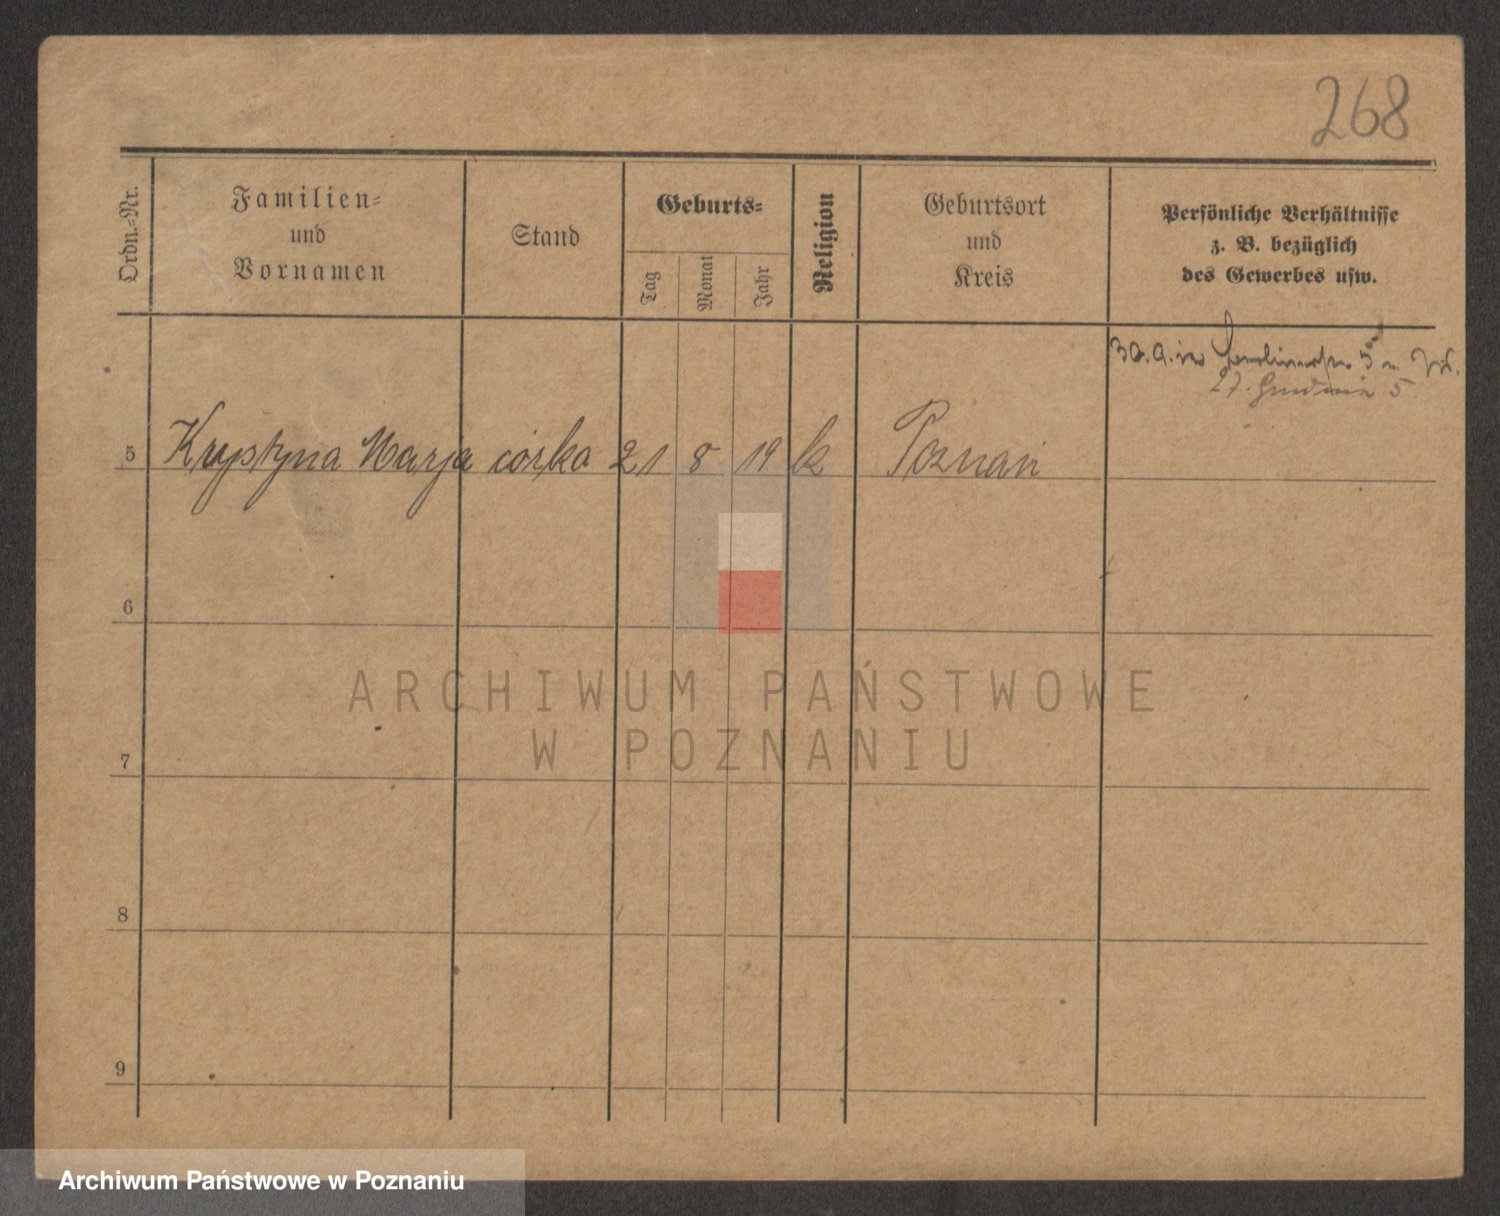 268
Ordn.-Nr.
Familien-
und
Vornamen
Stand
Geburts-
Tag
Monat
Jahr
Religion
Geburtsort
und
Kreis
Persönliche Verhältnisse
z. B. bezüglich
des Gewerbes usw.
5 Krystyna Marja córka 21 8 19 k Poznań
6
ARCHIWUM PAŃSTWOWE
W POZNANIU
7
8
9
Archiwum Państwowe w Poznaniu